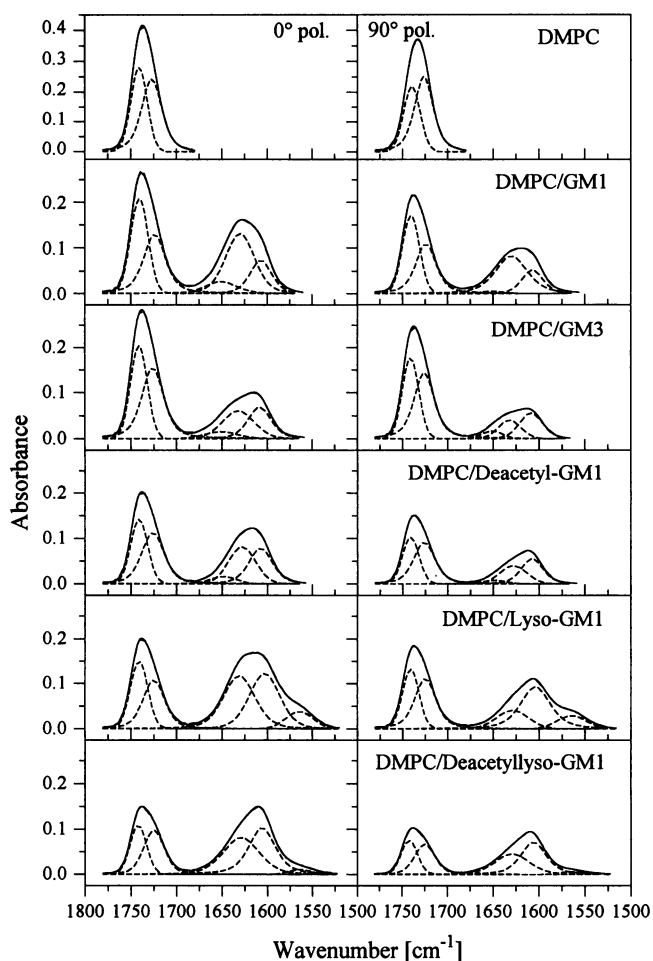 0° pol.
90° pol.
DMPC
0.4
0.3
0.2
0.1
0.0
DMPC/GM1
0.2
0.1
0.0
DMPC/GM3
0.2
0.1
0.0
DMPC/Deacetyl-GM1
0.2
0.1
0.0
DMPC/Lyso-GM1
0.2
0.1
0.0
DMPC/Deacetyllyso-GM1
0.2
0.1
0.0
Absorbance
1800 1750 1700 1650 1600 1550 1500 1750 1700 1650 1600 1550 1500
Wavenumber [cm-1]